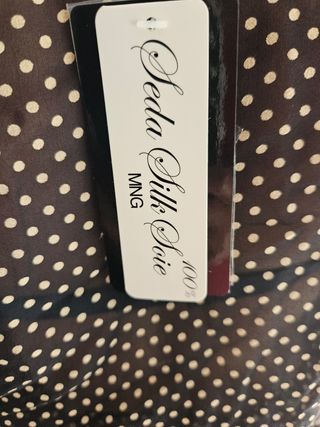 Seda Silk Soie
100%
MNG